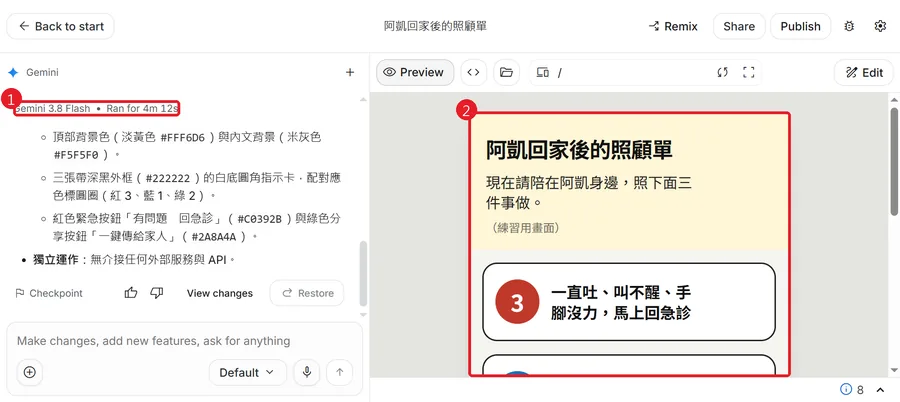 Back to start
阿凱回家後的照顧單
Remix
Share
Publish
Gemini
1
Gemini 3.8 Flash • Ran for 4m 12s
頂部背景色(淡黃色 #FFF6D6)與內文背景(米灰色
#F5F5F0)。
三張帶深黑外框(#222222)的白底圓角指示卡,配對應
色標圓圈(紅 3、藍 1、綠 2)。
紅色緊急按鈕「有問題 回急診」(#C0392B)與綠色分
享按鈕「一鍵傳給家人」(#2A8A4A)。
獨立運作:無介接任何外部服務與 API。
Checkpoint
View changes
Restore
Make changes, add new features, ask for anything
Default
Preview
/
Edit
2
阿凱回家後的照顧單
現在請陪在阿凱身邊,照下面三
件事做。
(練習用畫面)
3
一直吐、叫不醒、手
腳沒力,馬上回急診
8